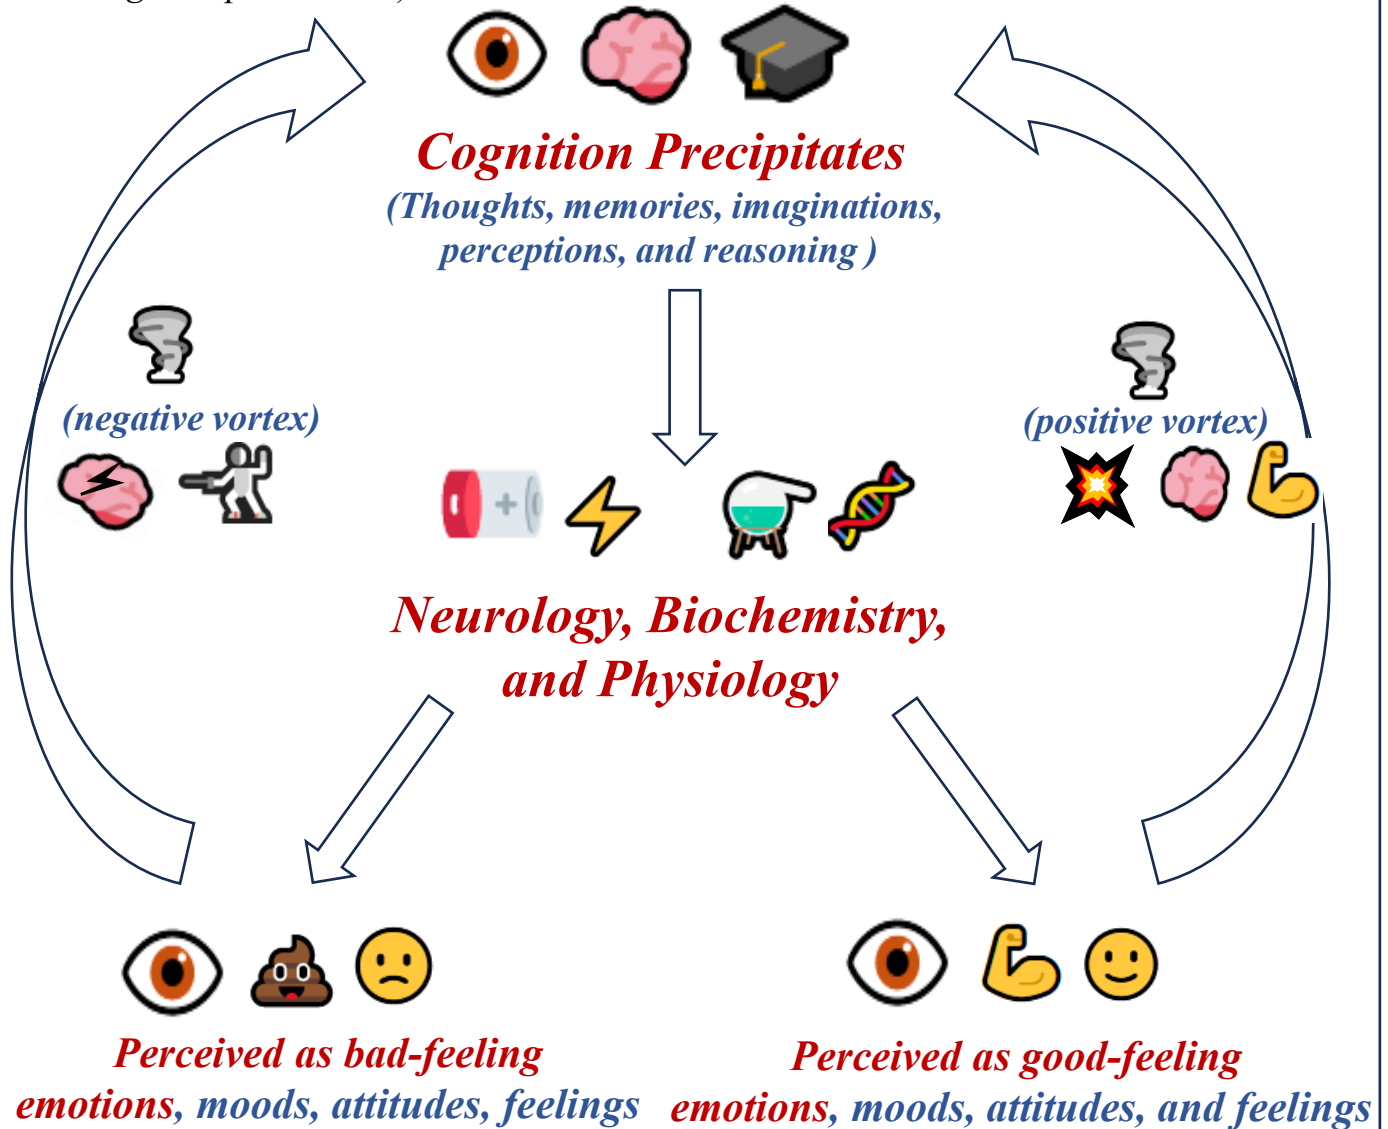 Cognition Precipitates
(Thoughts, memories, imaginations,
perceptions, and reasoning )
(negative vortex)
(positive vortex)
Neurology, Biochemistry,
and Physiology
Perceived as bad-feeling
emotions, moods, attitudes, feelings
Perceived as good-feeling
emotions, moods, attitudes, and feelings